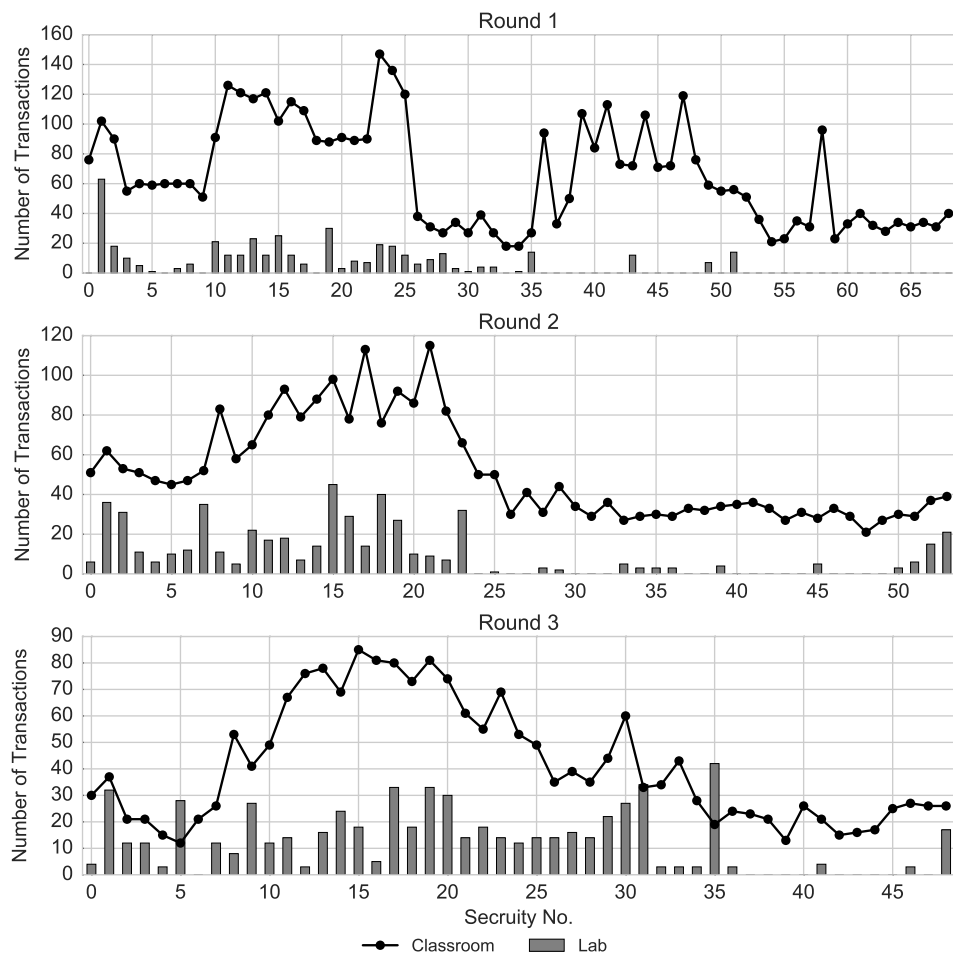 Round 1
Number of Transactions
160
140
120
100
80
60
40
20
0
0 5 10 15 20 25 30 35 40 45 50 55 60 65
Round 2
Number of Transactions
120
100
80
60
40
20
0
0 5 10 15 20 25 30 35 40 45 50
Round 3
Number of Transactions
90
80
70
60
50
40
30
20
10
0
0 5 10 15 20 25 30 35 40 45
Secruity No.
Classroom Lab